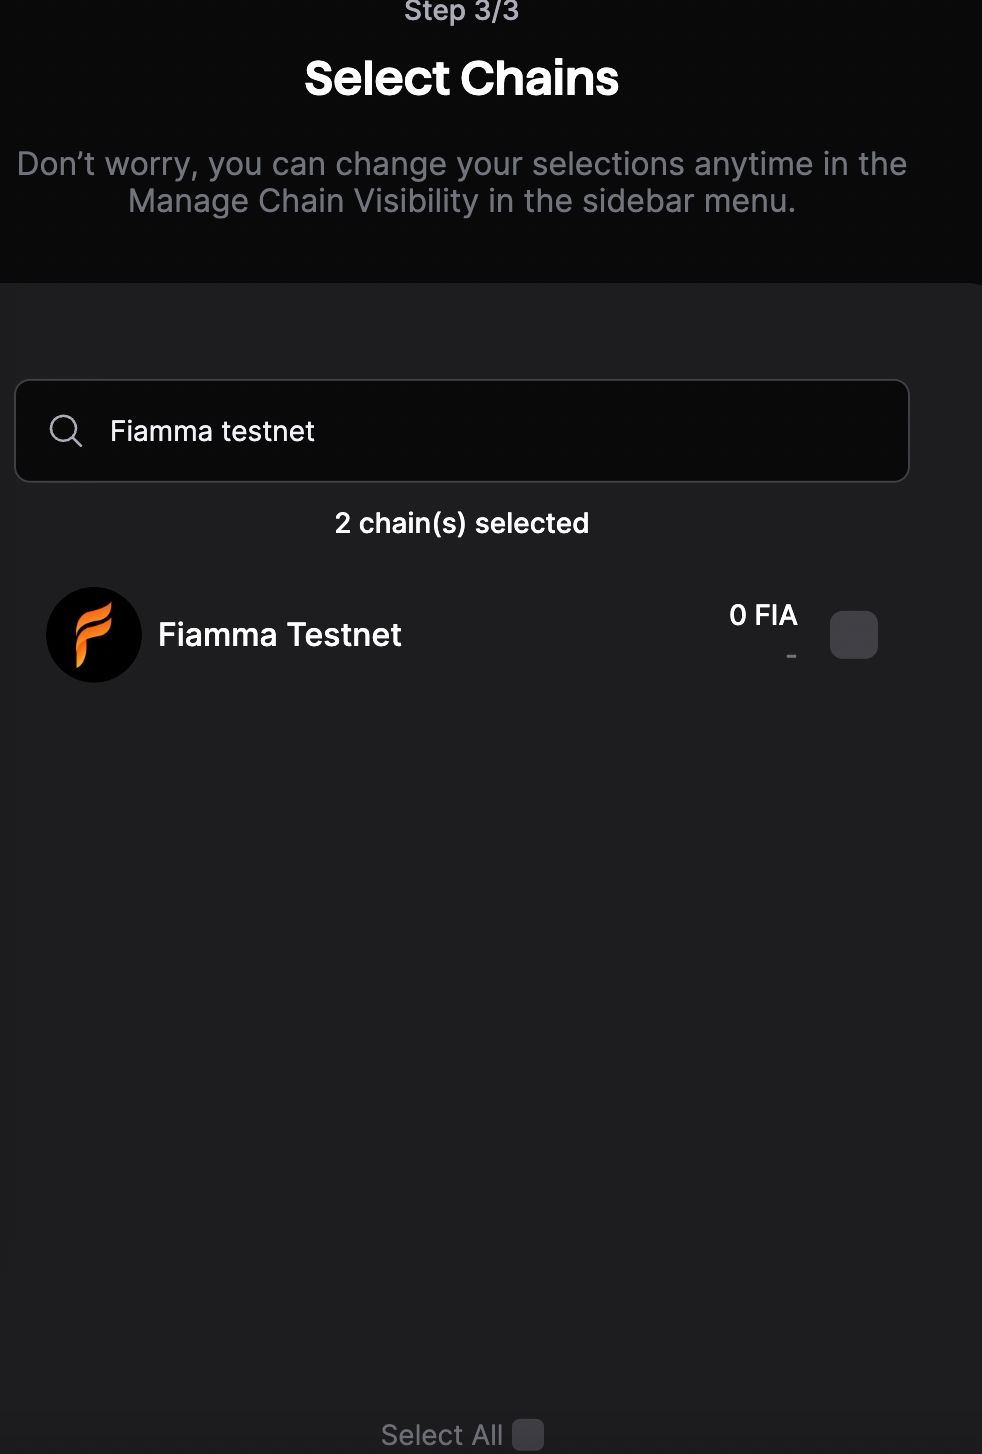 Step 3/3
Select Chains
Don’t worry, you can change your selections anytime in the
Manage Chain Visibility in the sidebar menu.
Fiamma testnet
2 chain(s) selected
Fiamma Testnet
0 FIA
-
Select All